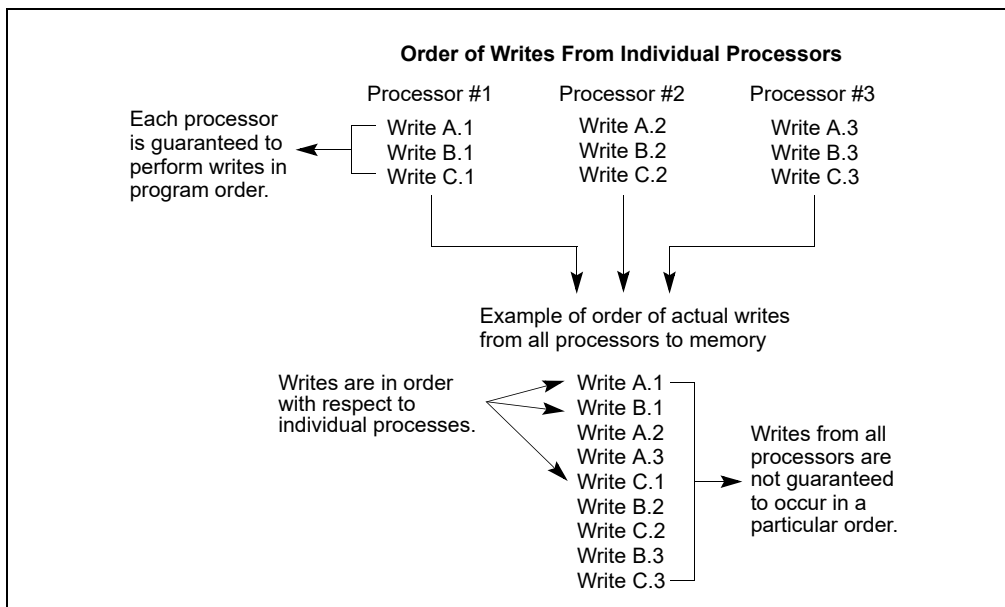 Order of Writes From Individual Processors
Processor #1
Processor #2
Processor #3
Each processor
is guaranteed to
perform writes in
program order.
Write A.1
Write B.1
Write C.1
Write A.2
Write B.2
Write C.2
Write A.3
Write B.3
Write C.3
Example of order of actual writes
from all processors to memory
Writes are in order
with respect to
individual processes.
Write A.1
Write B.1
Write A.2
Write A.3
Write C.1
Write B.2
Write C.2
Write B.3
Write C.3
Writes from all
processors are
not guaranteed
to occur in a
particular order.